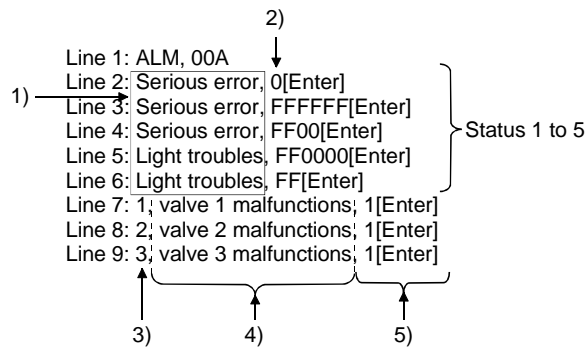 2)
Line 1: ALM, 00A
Line 2: Serious error, 0[Enter]
1)
Line 3: Serious error, FFFFFF[Enter]
Line 4: Serious error, FF00[Enter]
Status 1 to 5
Line 5: Light troubles, FF0000[Enter]
Line 6: Light troubles, FF[Enter]
Line 7: 1, valve 1 malfunctions, 1[Enter]
Line 8: 2, valve 2 malfunctions, 1[Enter]
Line 9: 3, valve 3 malfunctions, 1[Enter]
3) 4) 5)